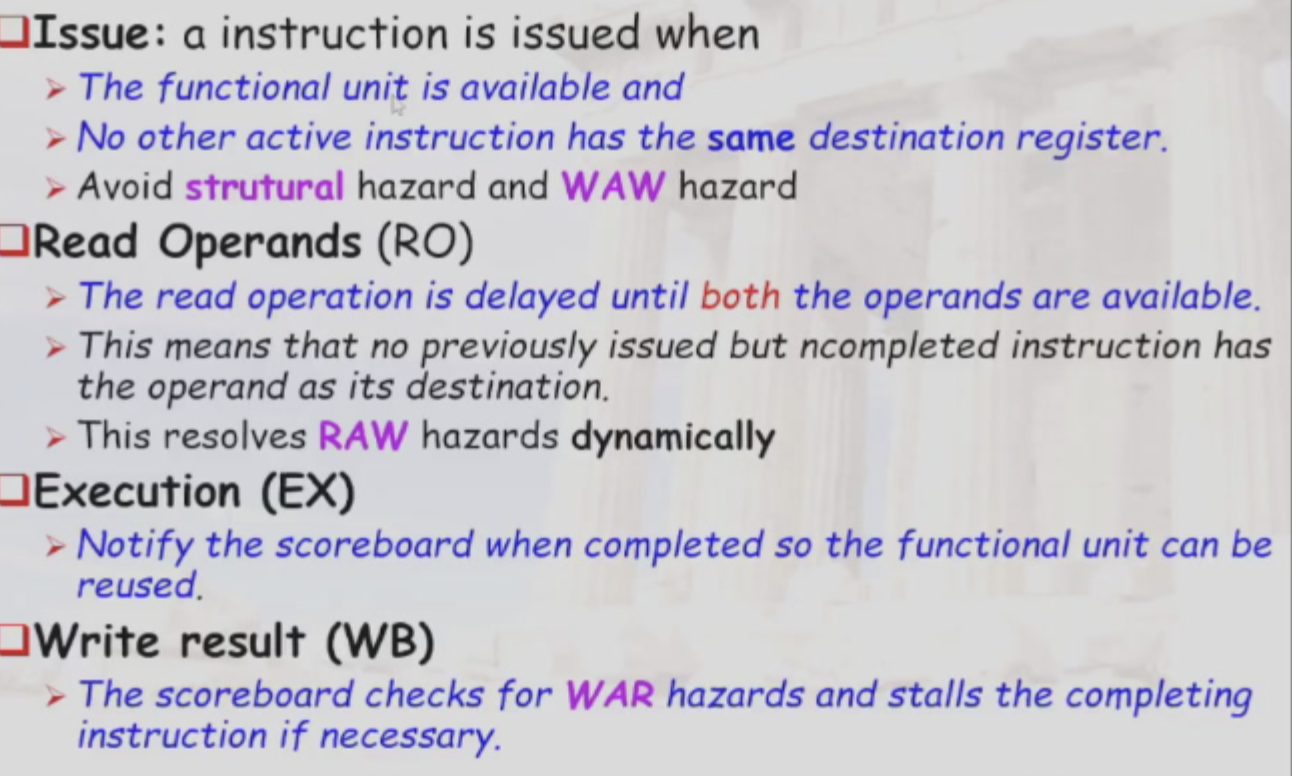 Issue: a instruction is issued when
The functional unit is available and
No other active instruction has the same destination register.
Avoid strutural hazard and WAW hazard
Read Operands (RO)
The read operation is delayed until both the operands are available.
This means that no previously issued but ncompleted instruction has
the operand as its destination.
This resolves RAW hazards dynamically
Execution (EX)
Notify the scoreboard when completed so the functional unit can be
reused.
Write result (WB)
The scoreboard checks for WAR hazards and stalls the completing
instruction if necessary.